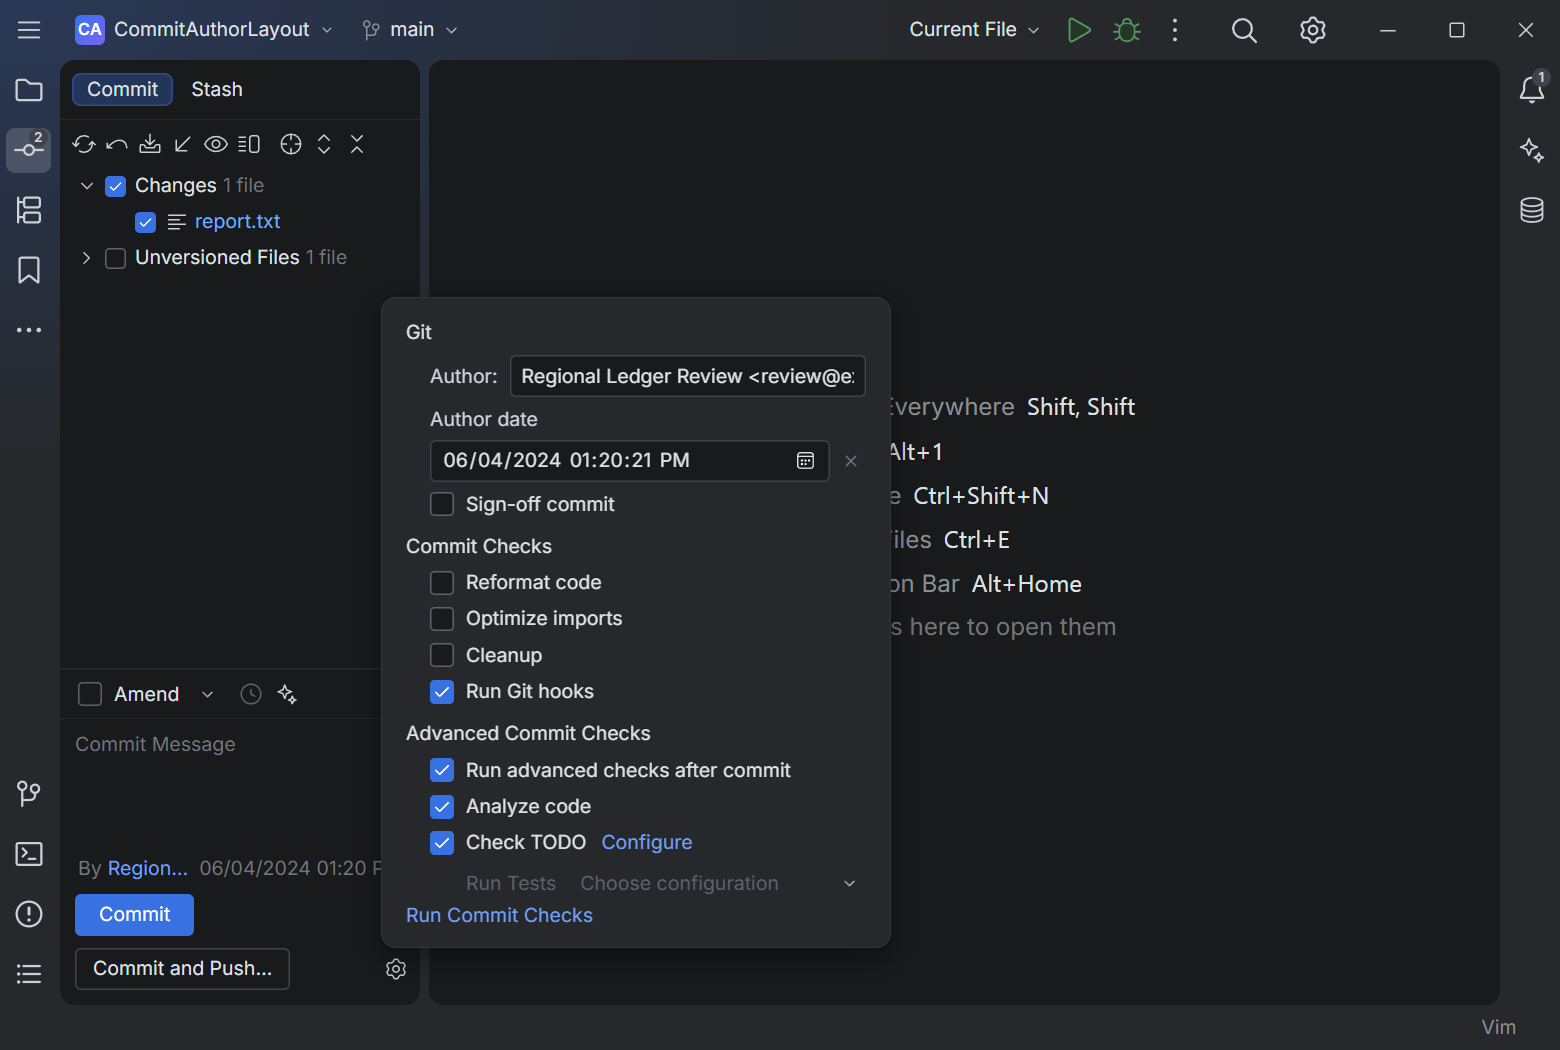 CA CommitAuthorLayout main Current File
1
2
Commit Stash
Changes 1 file
report.txt
Unversioned Files 1 file
Git
Author: Regional Ledger Review <review@e
Author date
06/04/2024 01:20:21 PM
Sign-off commit
Commit Checks
Reformat code
Optimize imports
Cleanup
Run Git hooks
Advanced Commit Checks
Run advanced checks after commit
Analyze code
Check TODO Configure
Run Tests Choose configuration
Run Commit Checks
Everywhere Shift, Shift
Alt+1
e Ctrl+Shift+N
Files Ctrl+E
on Bar Alt+Home
s here to open them
Amend
Commit Message
By Region... 06/04/2024 01:20 P
Commit
Commit and Push...
Vim